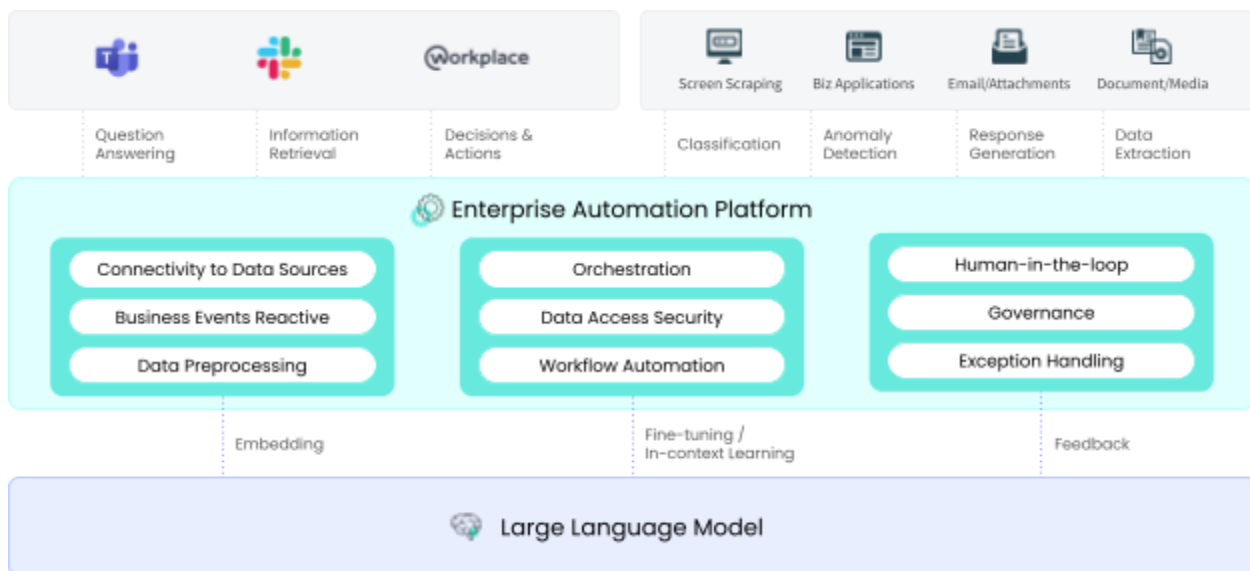 T
Workplace
Screen Scraping
Biz Applications
Email/Attachments
Document/Media
Question
Answering
Information
Retrieval
Decisions &
Actions
Classification
Anomaly
Detection
Response
Generation
Data
Extraction
Enterprise Automation Platform
Connectivity to Data Sources
Business Events Reactive
Data Preprocessing
Orchestration
Data Access Security
Workflow Automation
Human-in-the-loop
Governance
Exception Handling
Embedding
Fine-tuning /
In-context Learning
Feedback
Large Language Model